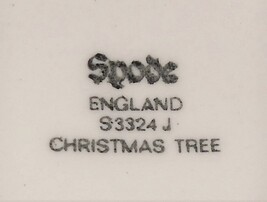 Spode
ENGLAND
S3324 J
CHRISTMAS TREE